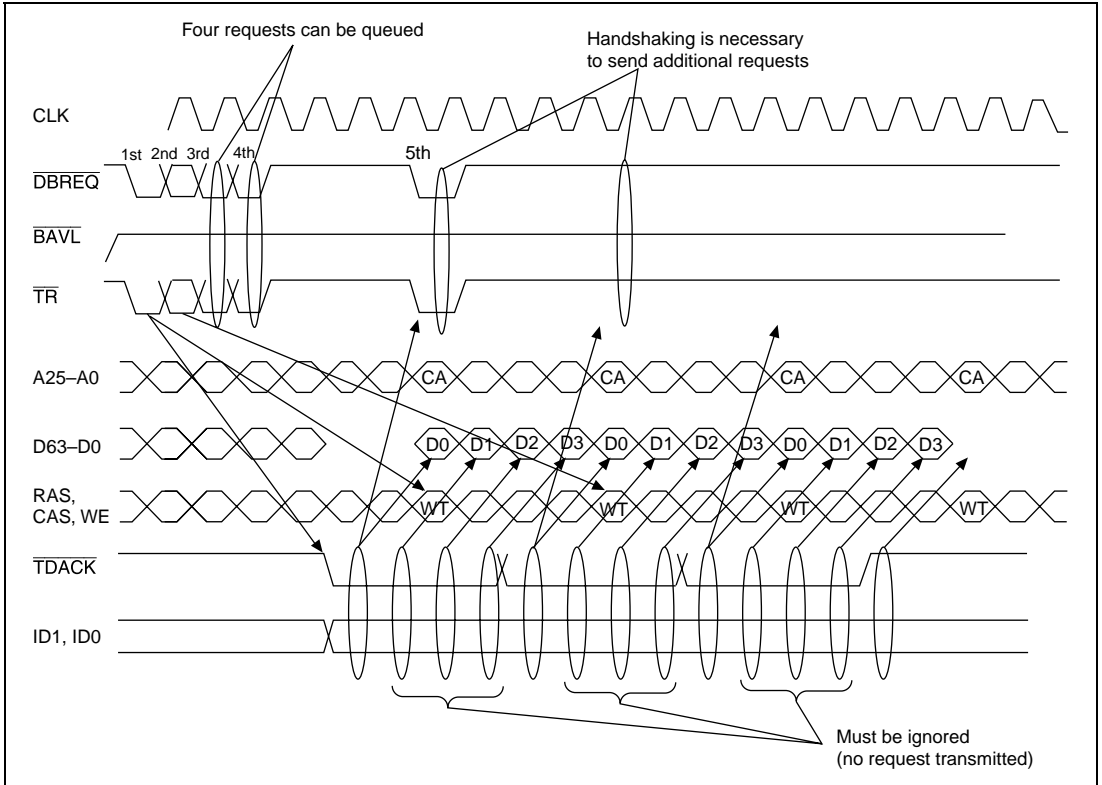 Four requests can be queued
Handshaking is necessary
to send additional requests
CLK
1st 2nd 3rd 4th 5th
DBREQ
BAVL
TR
A25–A0 CA CA CA CA
D63–D0 D0 D1 D2 D3 D0 D1 D2 D3 D0 D1 D2 D3
RAS,
CAS, WE WT WT WT WT
TDACK
ID1, ID0
Must be ignored
(no request transmitted)